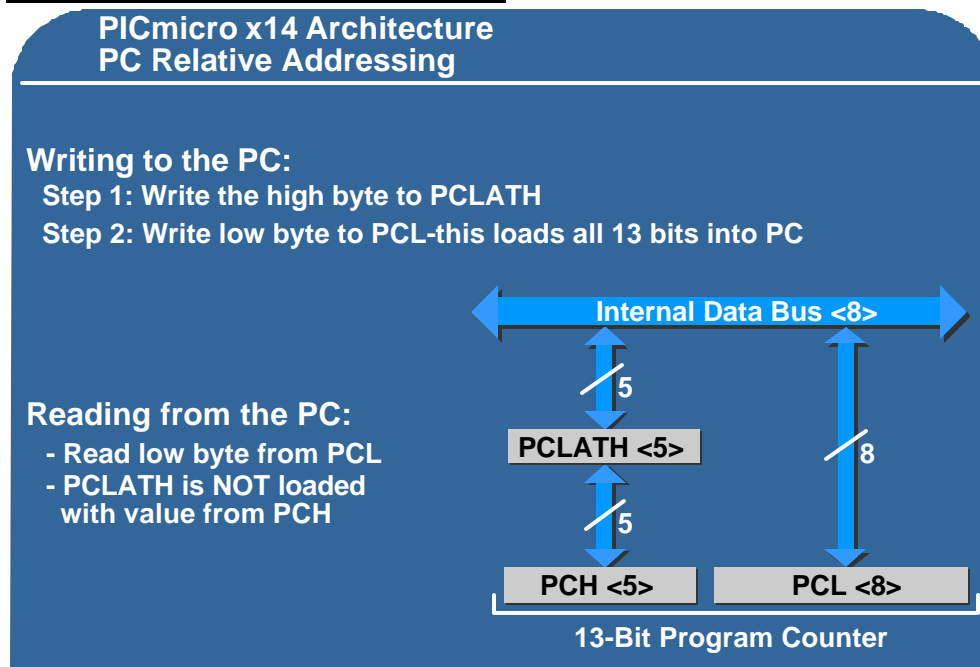 PICmicro x14 Architecture
PC Relative Addressing
Writing to the PC:
Step 1: Write the high byte to PCLATH
Step 2: Write low byte to PCL-this loads all 13 bits into PC
Internal Data Bus <8>
5
Reading from the PC:
- Read low byte from PCL
- PCLATH is NOT loaded
with value from PCH
PCLATH <5>
8
5
PCH <5>
PCL <8>
13-Bit Program Counter